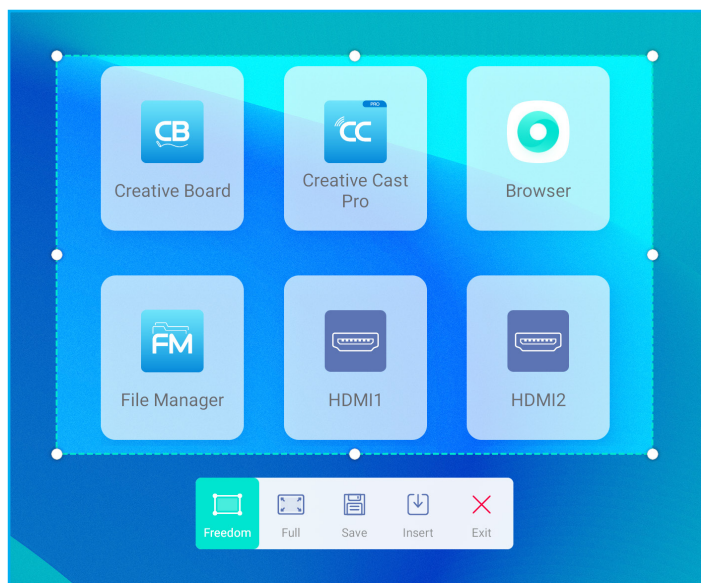 CB
Creative Board
PRO
CC
Creative Cast
Pro
Browser
FM
File Manager
HDMI1
HDMI2
Freedom
Full
Save
Insert
Exit